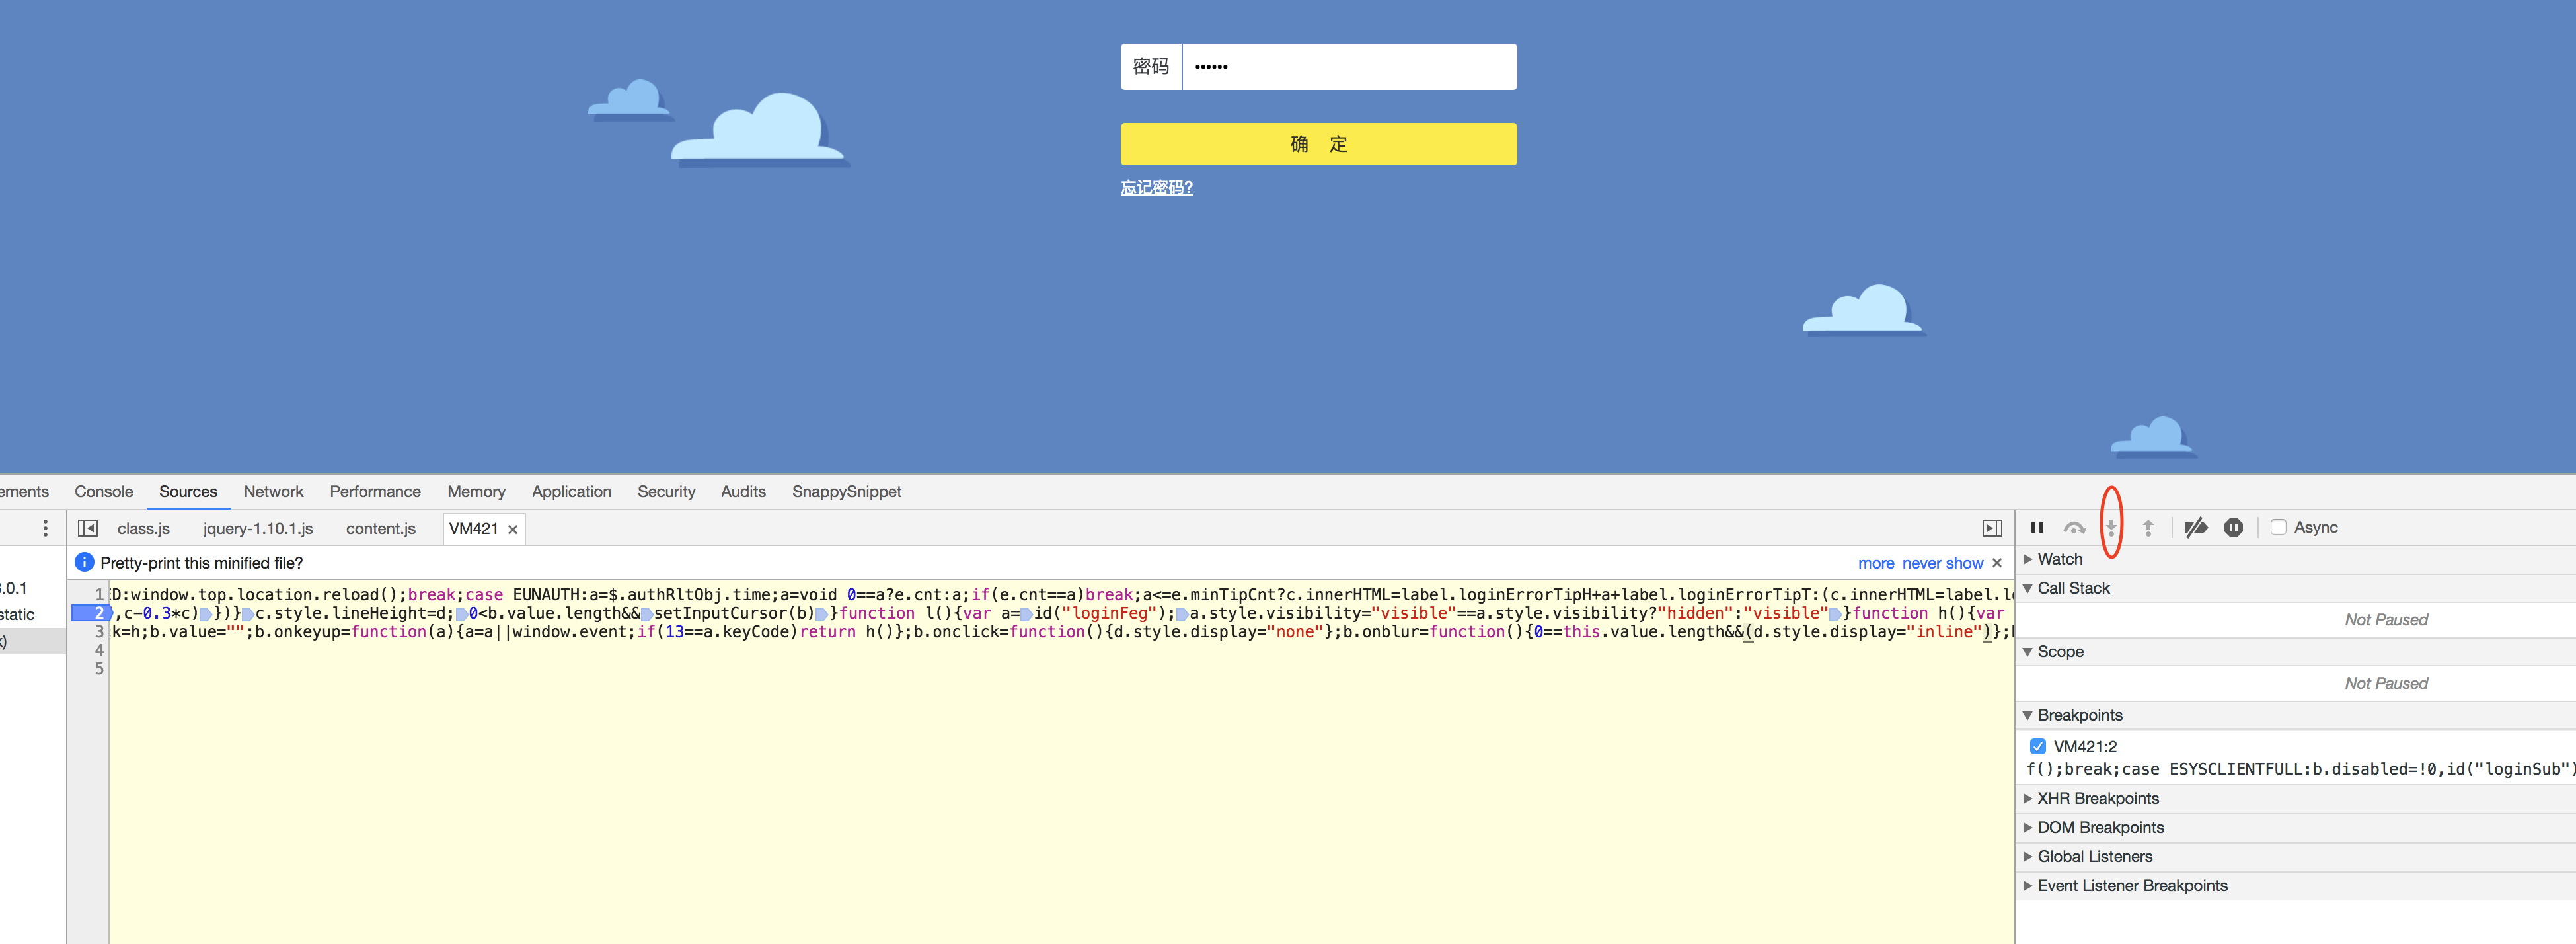 密码 ••••••
确 定
忘记密码?
ements Console Sources Network Performance Memory Application Security Audits SnappySnippet
class.js jquery-1.10.1.js content.js VM421 ×
Async
Pretty-print this minified file? more never show ×
.0.1
static
x)
1 D:window.top.location.reload();break;case EUNAUTH:a=$.authRltObj.time;a=void 0==a?e.cnt:a;if(e.cnt==a)break;a<=e.minTipCnt?c.innerHTML=label.loginErrorTipH+a+label.loginErrorTipT:(c.innerHTML=label.l
2 ,c-0.3*c)})}c.style.lineHeight=d;0<b.value.length&&setInputCursor(b)}function l(){var a=id("loginFeg");a.style.visibility="visible"==a.style.visibility?"hidden":"visible"}function h(){var
3 ck=h;b.value="";b.onkeyup=function(a){a=a||window.event;if(13==a.keyCode)return h()};b.onclick=function(){d.style.display="none"};b.onblur=function(){0==this.value.length&&(d.style.display="inline")};
4
5
Watch
Call Stack
Not Paused
Scope
Not Paused
Breakpoints
VM421:2
f();break;case ESYSCLIENTFULL:b.disabled=!0,id("loginSub")
XHR Breakpoints
DOM Breakpoints
Global Listeners
Event Listener Breakpoints